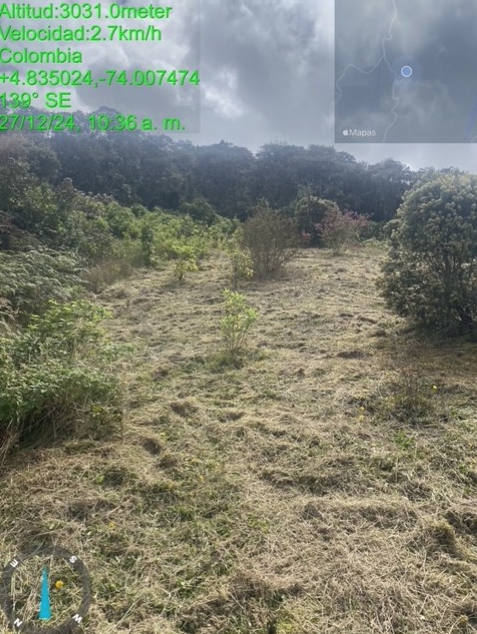 Altitud:3031.0meter
Velocidad:2.7km/h
Colombia
+4.835024,-74.007474
139° SE
27/12/24, 10:36 a. m.
Mapas
E
S
N
W